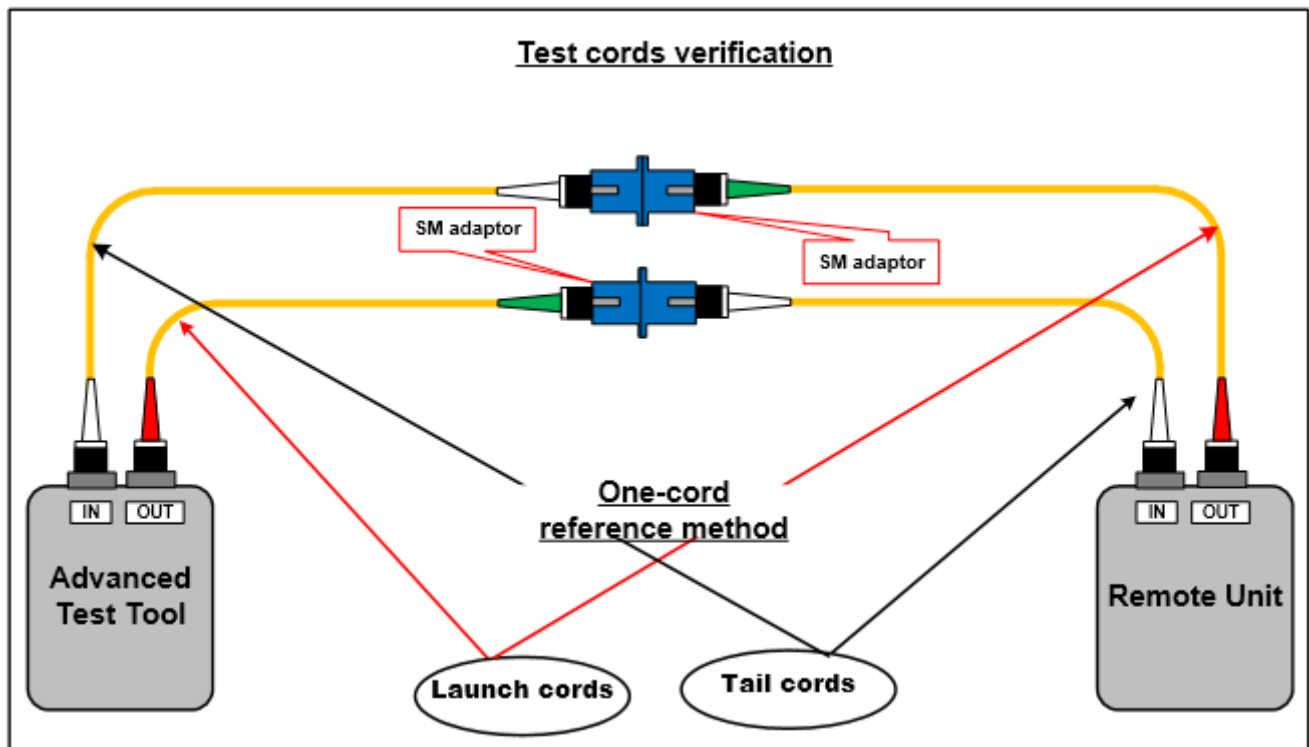 Test cords verification
SM adaptor
SM adaptor
IN
OUT
Advanced
Test Tool
One-cord
reference method
IN
OUT
Remote Unit
Launch cords
Tail cords